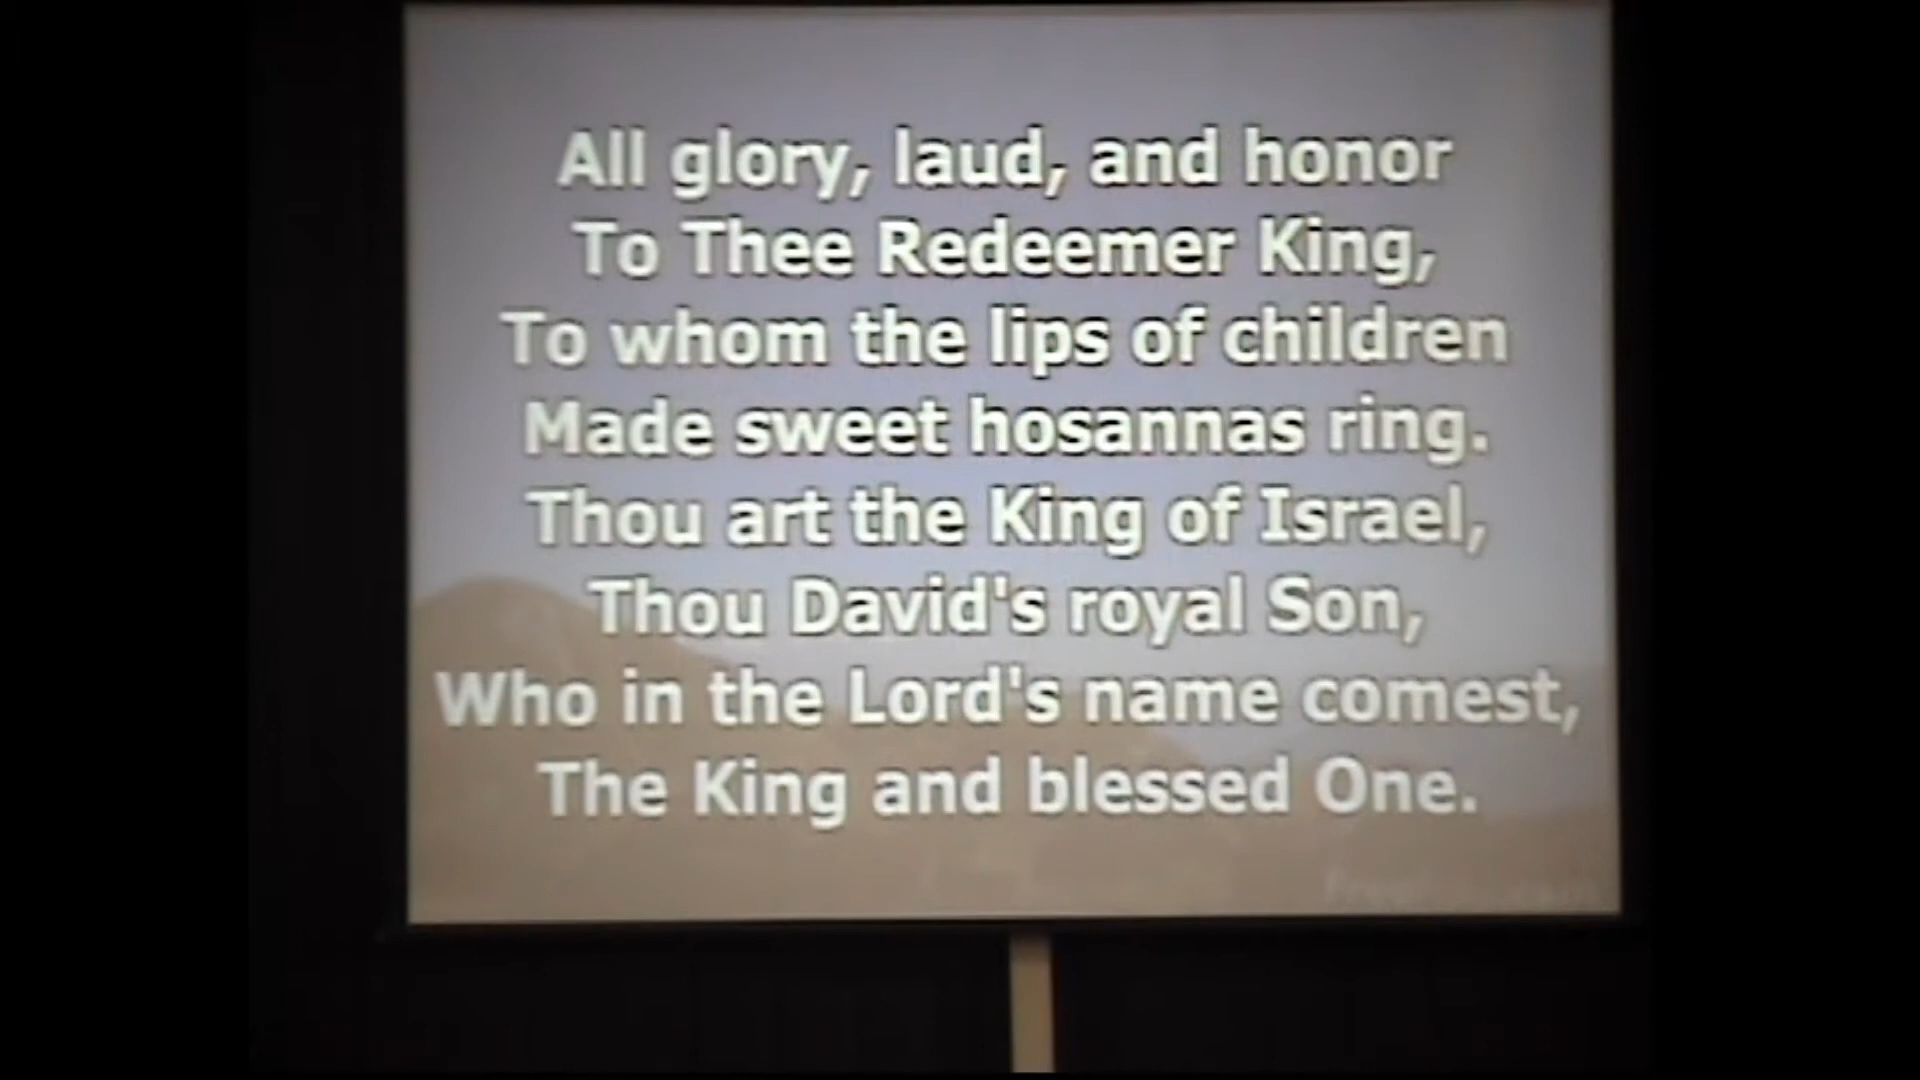 All glory, laud, and honor
To Thee Redeemer King,
To whom the lips of children
Made sweet hosannas ring.
Thou art the King of Israel,
Thou David's royal Son,
Who in the Lord's name comest,
The King and blessed One.